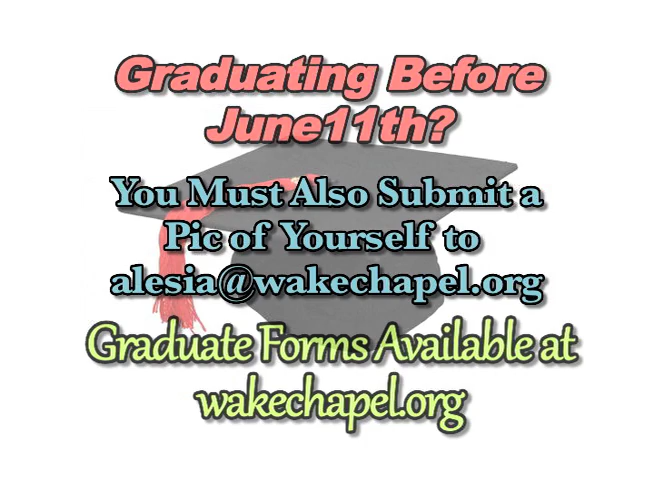 Graduating Before
June11th?
You Must Also Submit a
Pic of Yourself to
alesia@wakechapel.org
Graduate Forms Available at
wakechapel.org